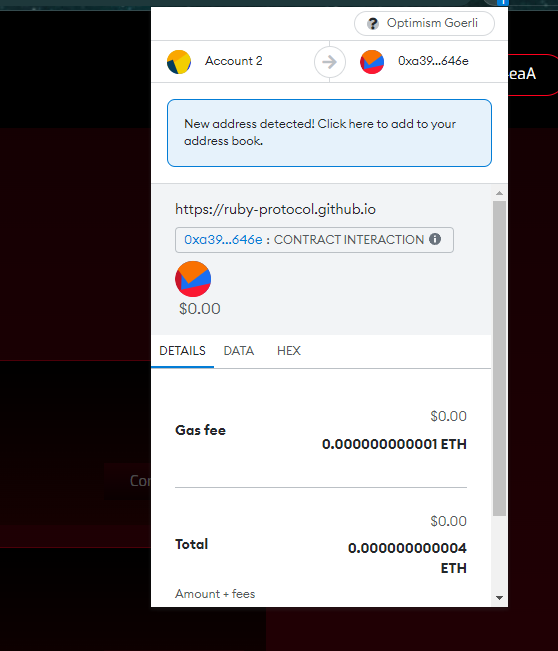 Optimism Goerli
Account 2
0xa39...646e
eaA
New address detected! Click here to add to your
address book.
https://ruby-protocol.github.io
0xa39...646e : CONTRACT INTERACTION
$0.00
DETAILS
DATA
HEX
$0.00
Gas fee
0.000000000001 ETH
$0.00
Total
0.000000000004
ETH
Amount + fees
Cor